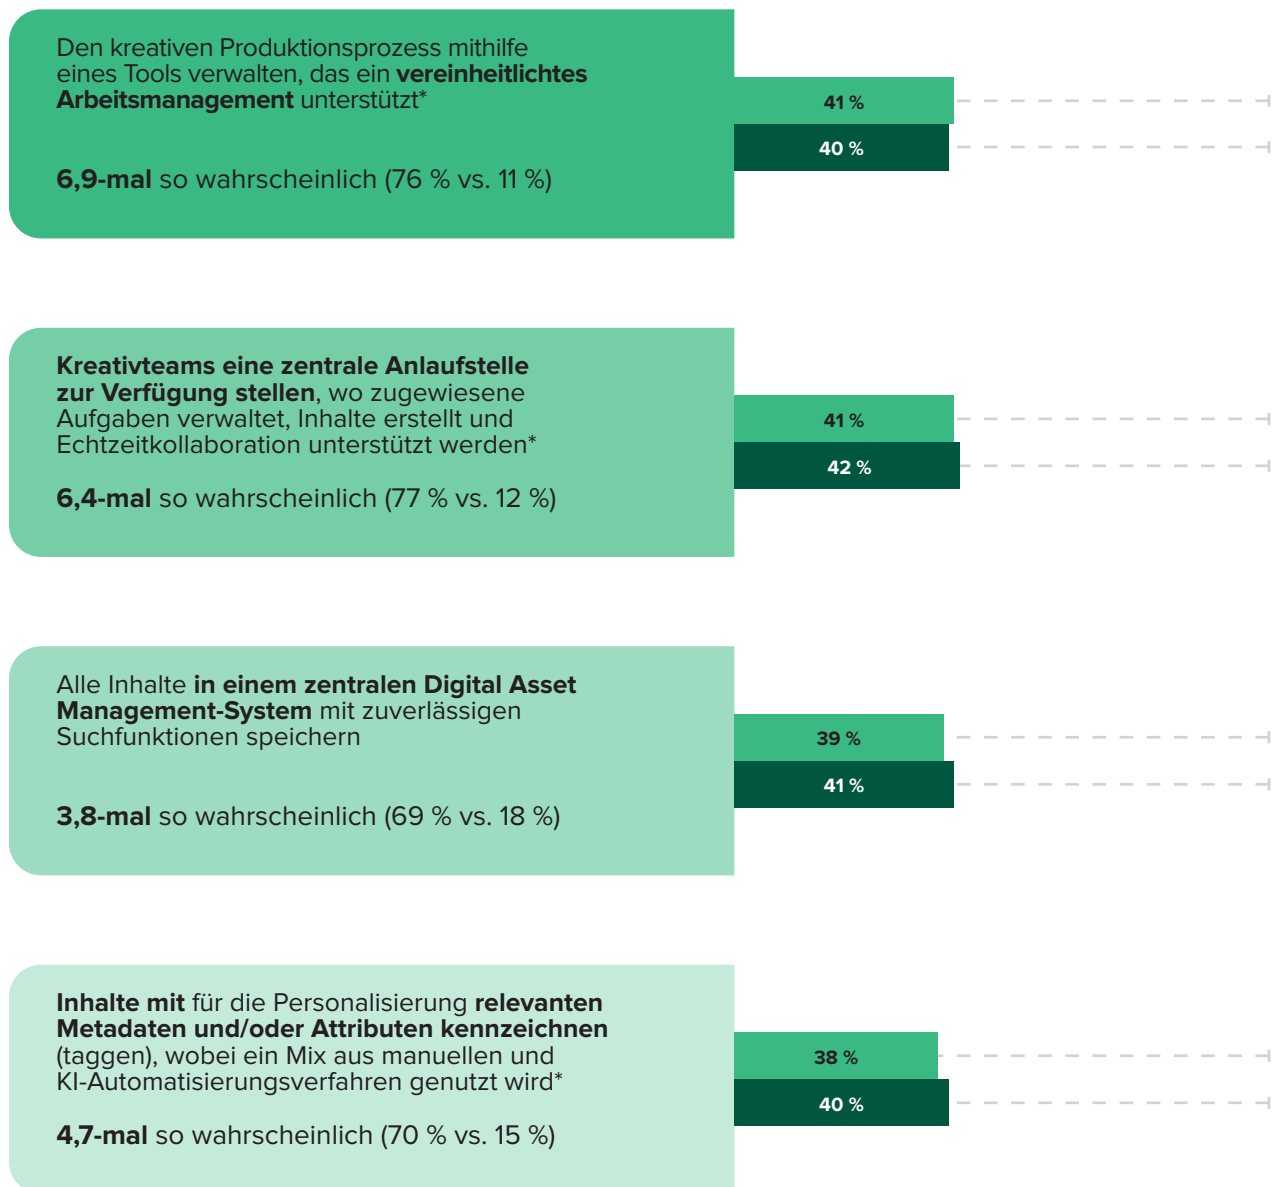 Den kreativen Produktionsprozess mithilfe
eines Tools verwalten, das ein vereinheitlichtes
Arbeitsmanagement unterstützt*
6,9-mal so wahrscheinlich (76 % vs. 11 %)
41 %
40 %
Kreativteams eine zentrale Anlaufstelle
zur Verfügung stellen, wo zugewiesene
Aufgaben verwaltet, Inhalte erstellt und
Echtzeitkollaboration unterstützt werden*
6,4-mal so wahrscheinlich (77 % vs. 12 %)
41 %
42 %
Alle Inhalte in einem zentralen Digital Asset
Management-System mit zuverlässigen
Suchfunktionen speichern
3,8-mal so wahrscheinlich (69 % vs. 18 %)
39 %
41 %
Inhalte mit für die Personalisierung relevanten
Metadaten und/oder Attributen kennzeichnen
(taggen), wobei ein Mix aus manuellen und
KI-Automatisierungsverfahren genutzt wird*
4,7-mal so wahrscheinlich (70 % vs. 15 %)
38 %
40 %